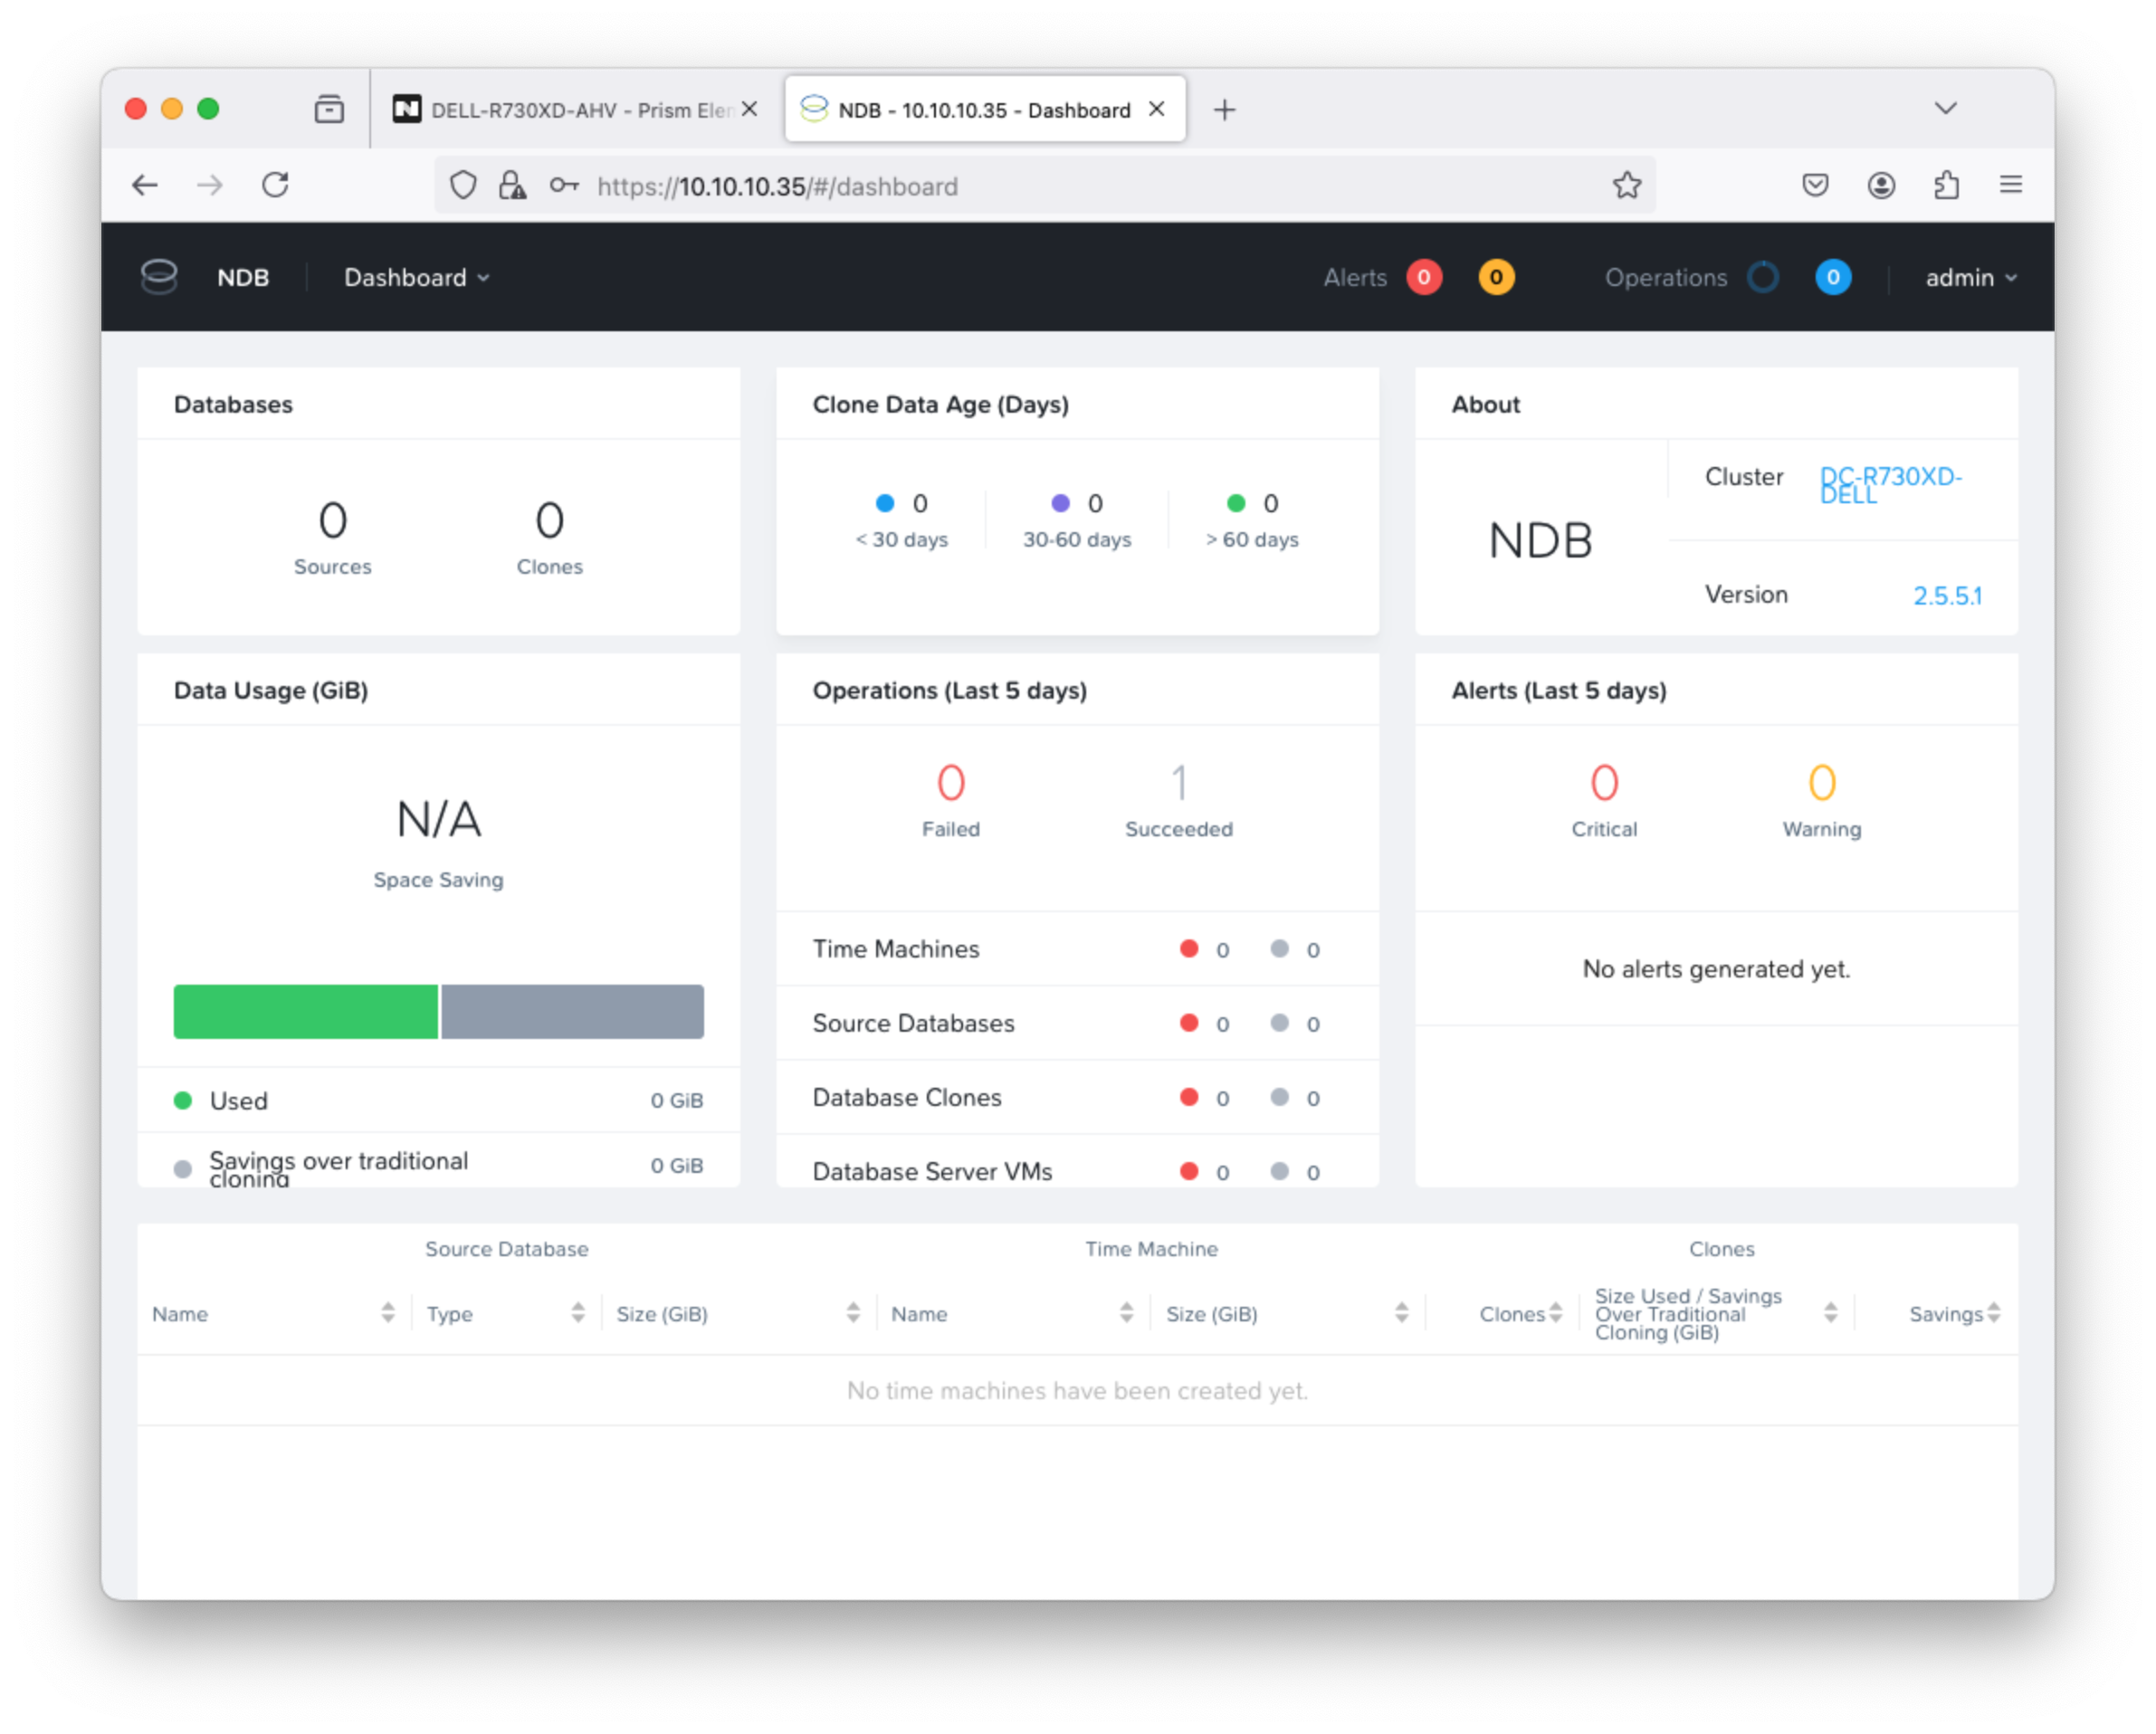 DELL-R730XD-AHV - Prism Elen
NDB - 10.10.10.35 - Dashboard
https://10.10.10.35/#/dashboard
NDB
Dashboard
Alerts 0 0
Operations 0
admin
Databases
0 0
Sources Clones
Clone Data Age (Days)
0 0 0
< 30 days 30-60 days > 60 days
About
NDB
Cluster DC-R730XD-
DELL
Version 2.5.5.1
Data Usage (GiB)
N/A
Space Saving
Used 0 GiB
Savings over traditional 0 GiB
cloning
Operations (Last 5 days)
0 1
Failed Succeeded
Time Machines 0 0
Source Databases 0 0
Database Clones 0 0
Database Server VMs 0 0
Alerts (Last 5 days)
0 0
Critical Warning
No alerts generated yet.
Source Database Time Machine Clones
Name Type Size (GiB) Name Size (GiB) Clones Size Used / Savings
Over Traditional
Cloning (GiB) Savings
No time machines have been created yet.